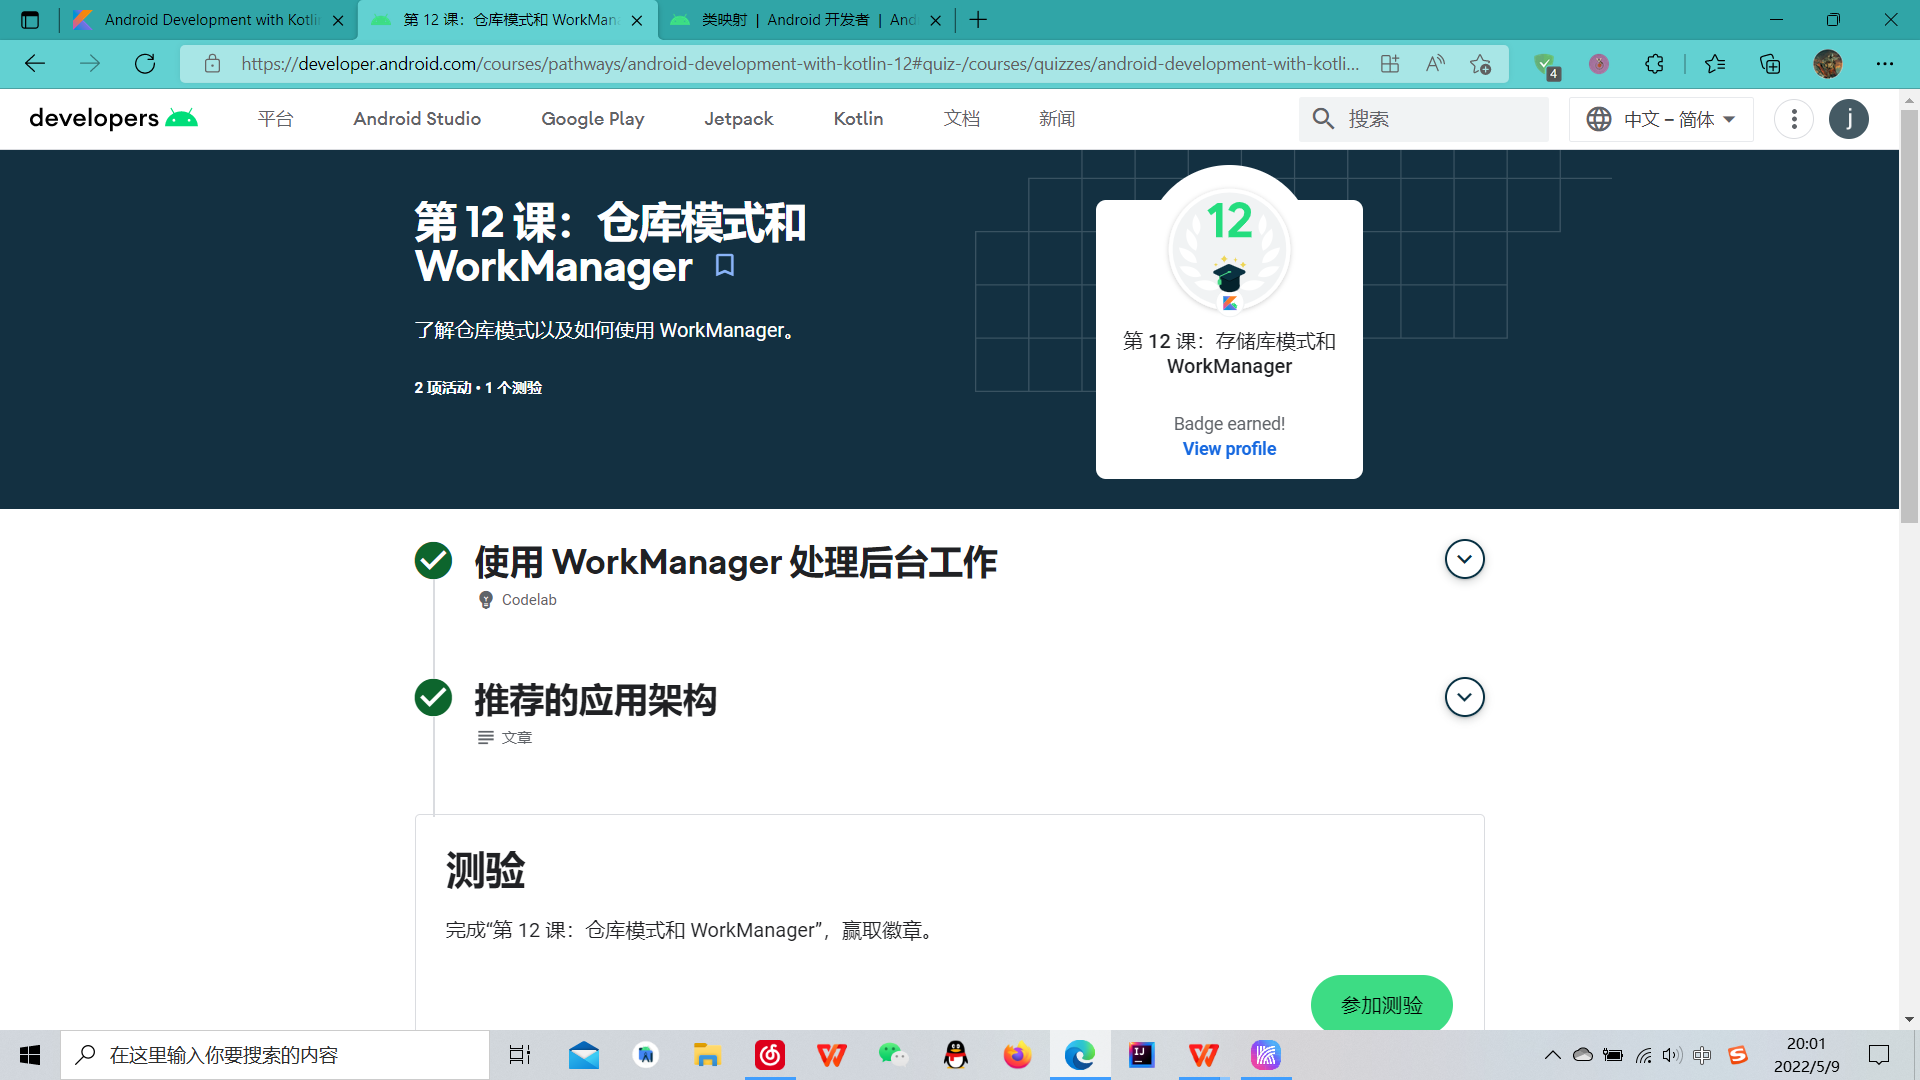 Android Development with Kotli
第 12 课：仓库模式和 WorkMan
类映射 | Android 开发者 | And
https://developer.android.com/courses/pathways/android-development-with-kotlin-12#quiz-/courses/quizzes/android-development-with-kotli...
4
developers
平台
Android Studio
Google Play
Jetpack
Kotlin
文档
新闻
搜索
中文 – 简体
j
第 12 课：仓库模式和
WorkManager
了解仓库模式以及如何使用 WorkManager。
2 项活动 • 1 个测验
12
第 12 课：存储库模式和
WorkManager
Badge earned!
View profile
使用 WorkManager 处理后台工作
Codelab
推荐的应用架构
文章
测验
完成“第 12 课：仓库模式和 WorkManager”，赢取徽章。
参加测验
在这里输入你要搜索的内容
中
20:01
2022/5/9